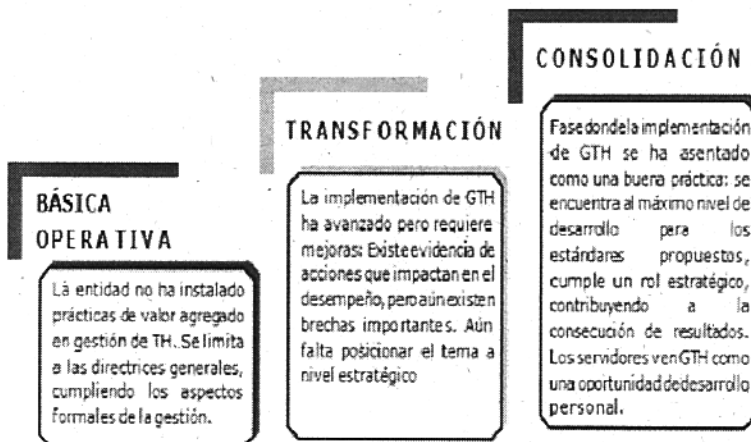 BÁSICA
OPERATIVA
La entidad no ha instalado
prácticas de valor agregado
en gestión de TH. Se limita
a las directrices generales,
cumpliendo los aspectos
formales de la gestión.
TRANSFORMACIÓN
La implementación de GTH
ha avanzado pero requiere
mejoras: Existe evidencia de
acciones que impactan en el
desempeño, pero aún existen
brechas importantes. Aún
falta posicionar el tema a
nivel estratégico
CONSOLIDACIÓN
Fase donde la implementación
de GTH se ha asentado
como una buena práctica: se
encuentra al máximo nivel de
desarrollo para los
estándares propuestos,
cumple un rol estratégico,
contribuyendo a la
consecución de resultados.
Los servidores ven GTH como
una oportunidad de desarrollo
personal.